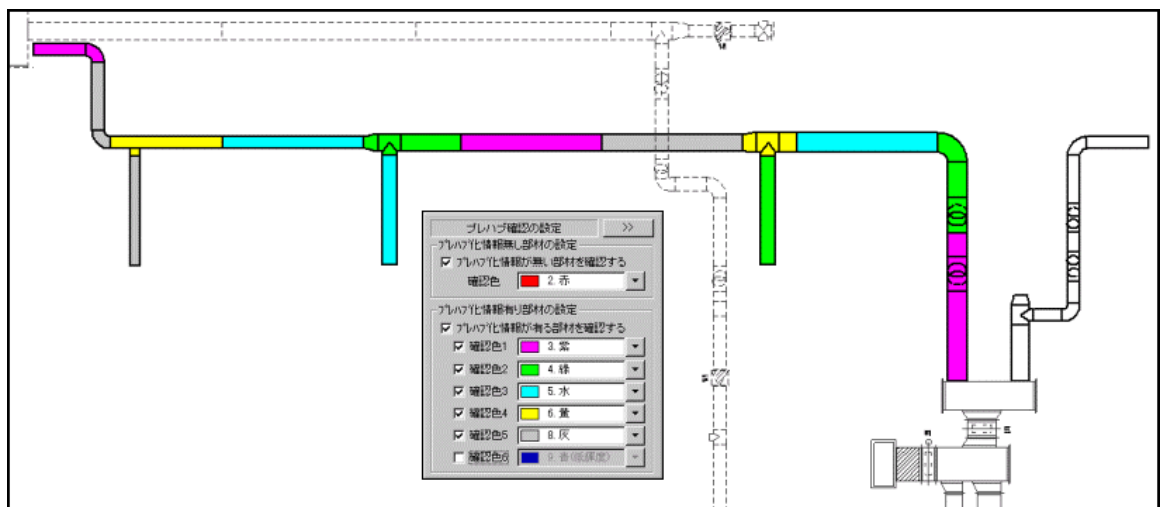 プレハブ確認の設定 >>
プレハブ化情報無し部材の設定
プレハブ化情報が無い部材を確認する
確認色 2. 赤
プレハブ化情報有り部材の設定
プレハブ化情報が有る部材を確認する
確認色1 3. 紫
確認色2 4. 緑
確認色3 5. 水
確認色4 6. 黄
確認色5 8. 灰
確認色6 9. 青(低輝度)